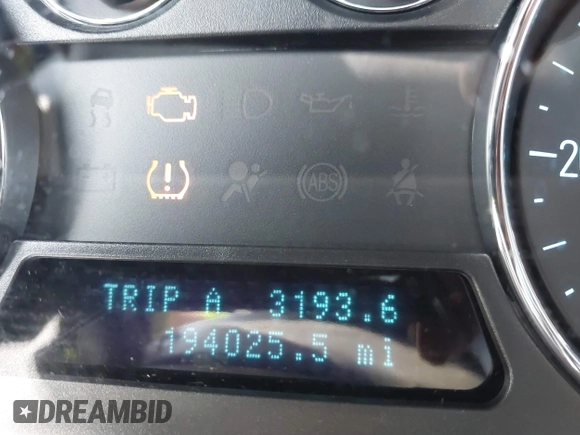 2
ABS
TRIP A 3193.6
194025.5 mi
DREAMBID